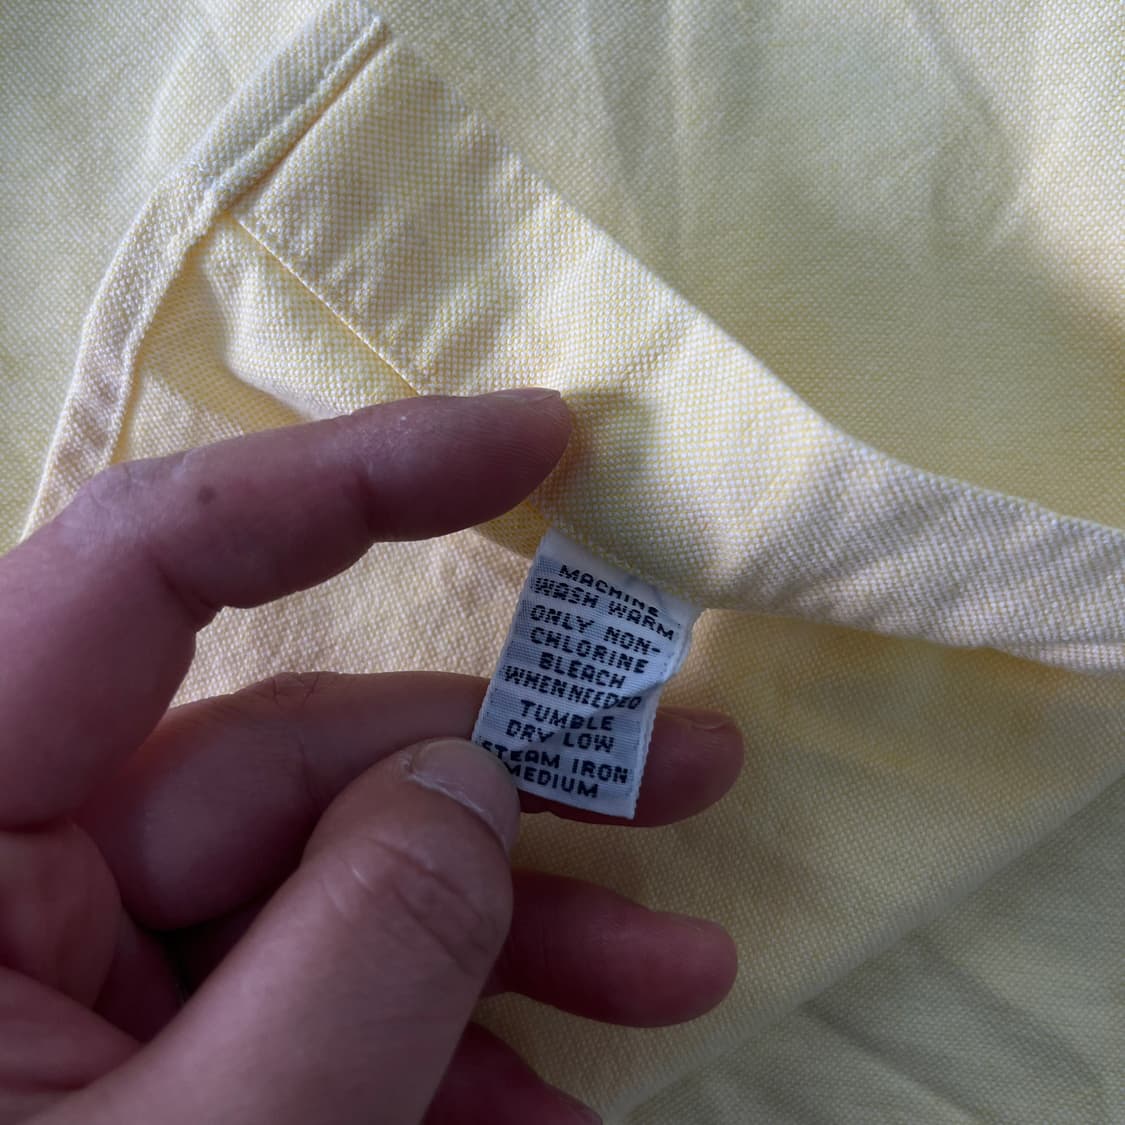 MACHINE
WASH WARM
ONLY NON-
CHLORINE
BLEACH
WHEN NEEDED
TUMBLE
DRY LOW
STEAM IRON
MEDIUM